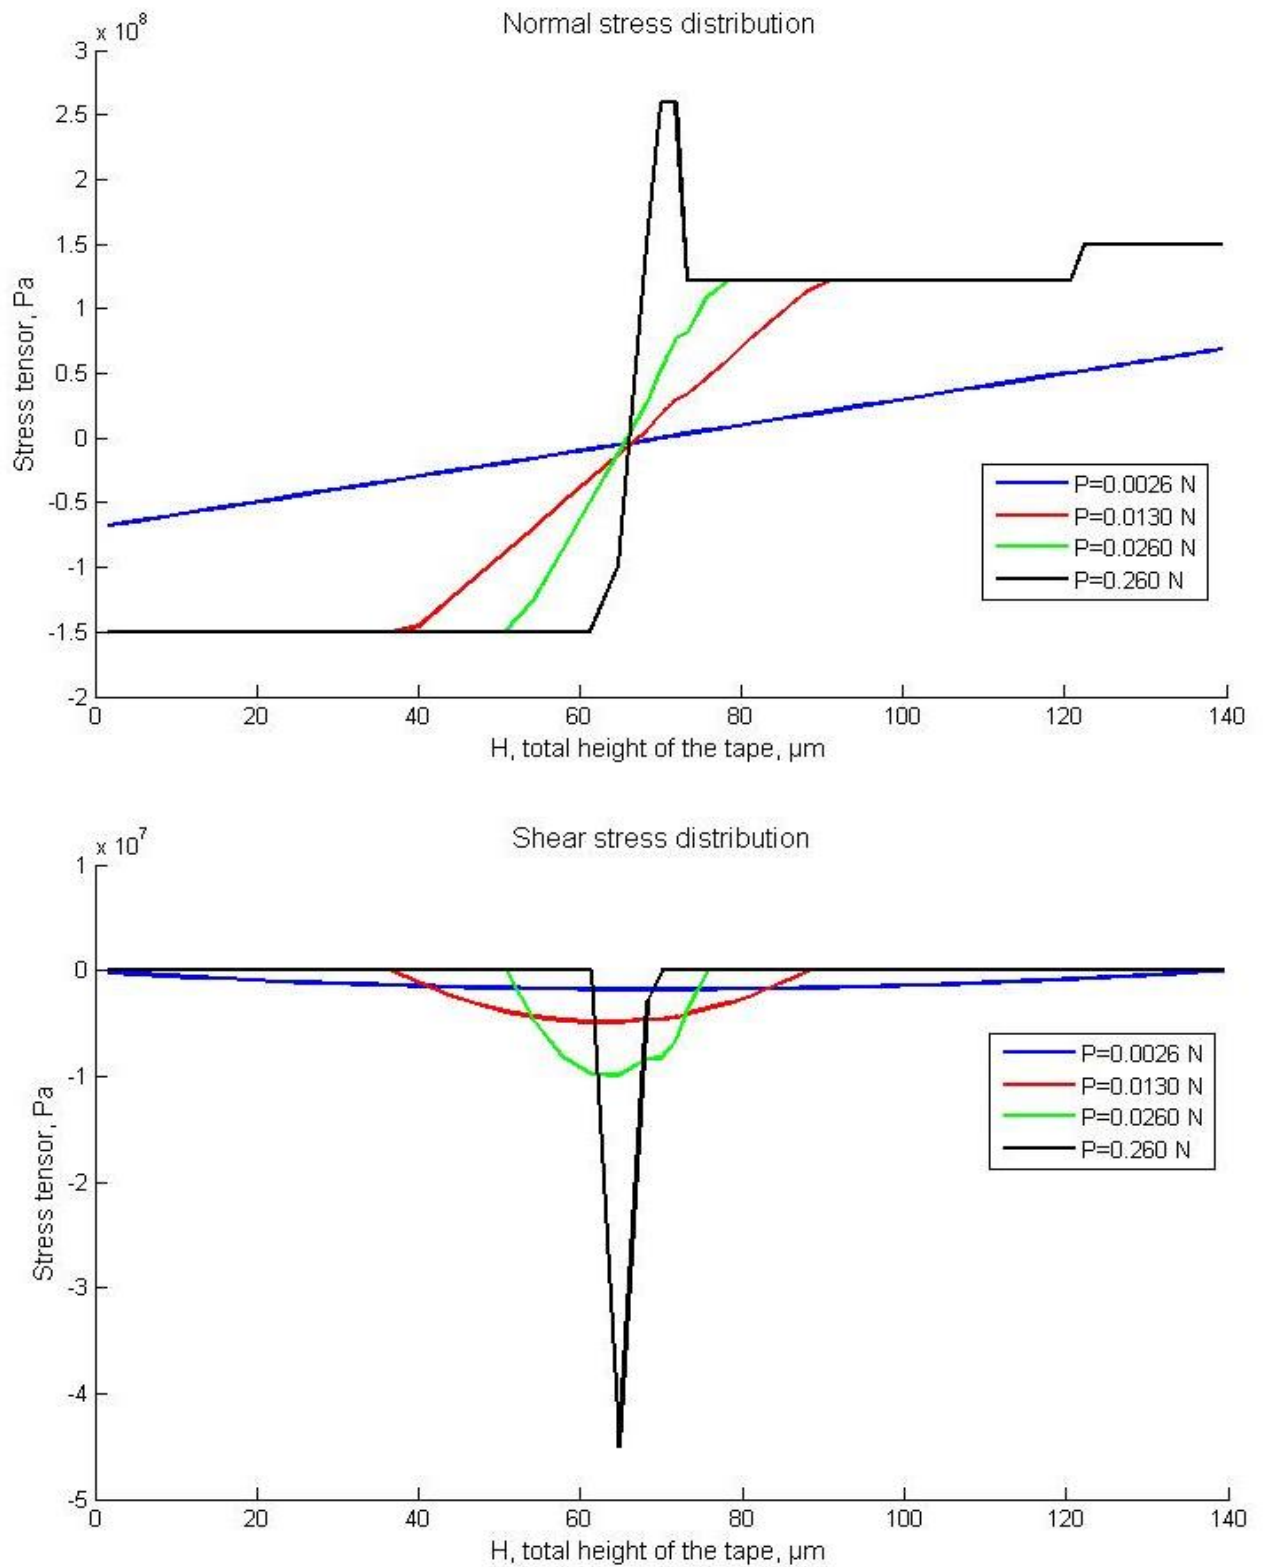 Normal stress distribution
x 10^8
3
2.5
2
1.5
1
0.5
0
-0.5
-1
-1.5
-2
Stress tensor, Pa
0 20 40 60 80 100 120 140
H, total height of the tape, μm
P=0.0026 N
P=0.0130 N
P=0.0260 N
P=0.260 N
Shear stress distribution
x 10^7
1
0
-1
-2
-3
-4
-5
Stress tensor, Pa
0 20 40 60 80 100 120 140
H, total height of the tape, μm
P=0.0026 N
P=0.0130 N
P=0.0260 N
P=0.260 N